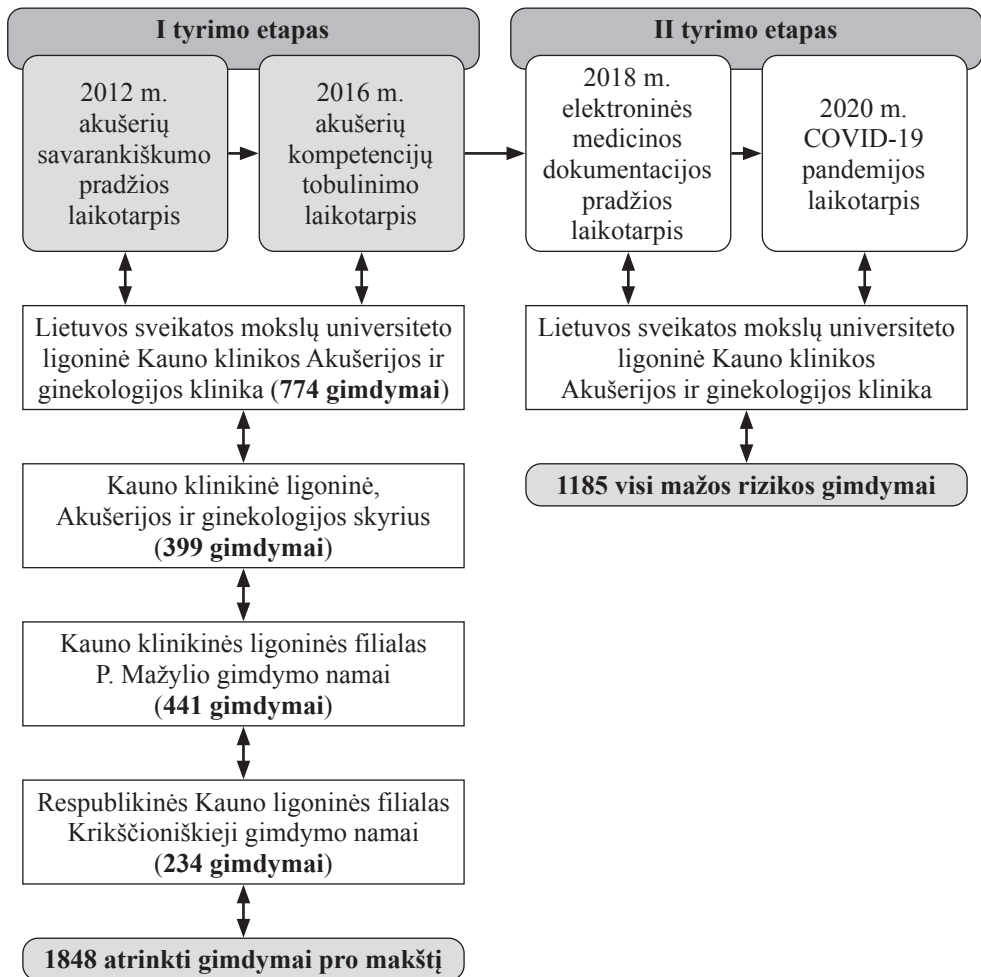 I tyrimo etapas
2012 m.
akušerių
savarankiškumo
pradžios
laikotarpis
2016 m.
akušerių
kompetencijų
tobulinimo
laikotarpis
Lietuvos sveikatos mokslų universiteto
ligoninė Kauno klinikos Akušerijos ir
ginekologijos klinika (774 gimdymai)
Kauno klinikinė ligoninė,
Akušerijos ir ginekologijos skyrius
(399 gimdymai)
Kauno klinikinės ligoninės filialas
P. Mažylio gimdymo namai
(441 gimdymai)
Respublikinės Kauno ligoninės filialas
Krikščioniškieji gimdymo namai
(234 gimdymai)
1848 atrinkti gimdymai pro makštį
II tyrimo etapas
2018 m.
elektroninės
medicinos
dokumentacijos
pradžios
laikotarpis
2020 m.
COVID-19
pandemijos
laikotarpis
Lietuvos sveikatos mokslų universiteto
ligoninė Kauno klinikos
Akušerijos ir ginekologijos klinika
1185 visi mažos rizikos gimdymai